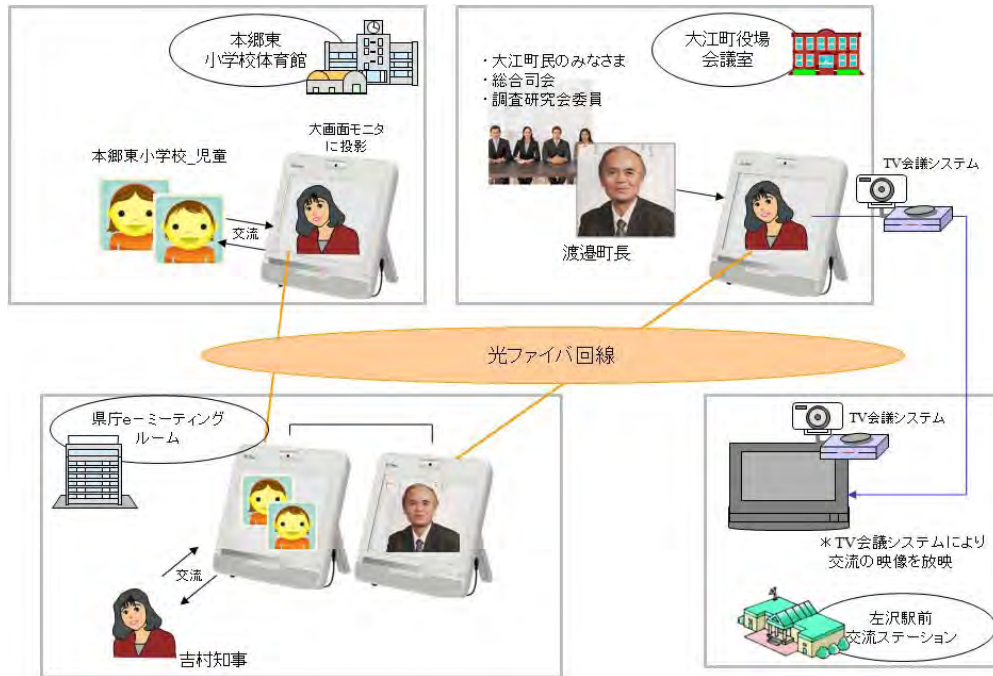 本郷東
小学校体育館
大画面モニタ
に投影
本郷東小学校_児童
交流
大江町役場
会議室
・大江町民のみなさま
・総合司会
・調査研究会委員
渡邉町長
TV会議システム
光ファイバ回線
県庁e-ミーティング
ルーム
交流
吉村知事
TV会議システム
＊TV会議システムにより
交流の映像を放映
左沢駅前
交流ステーション